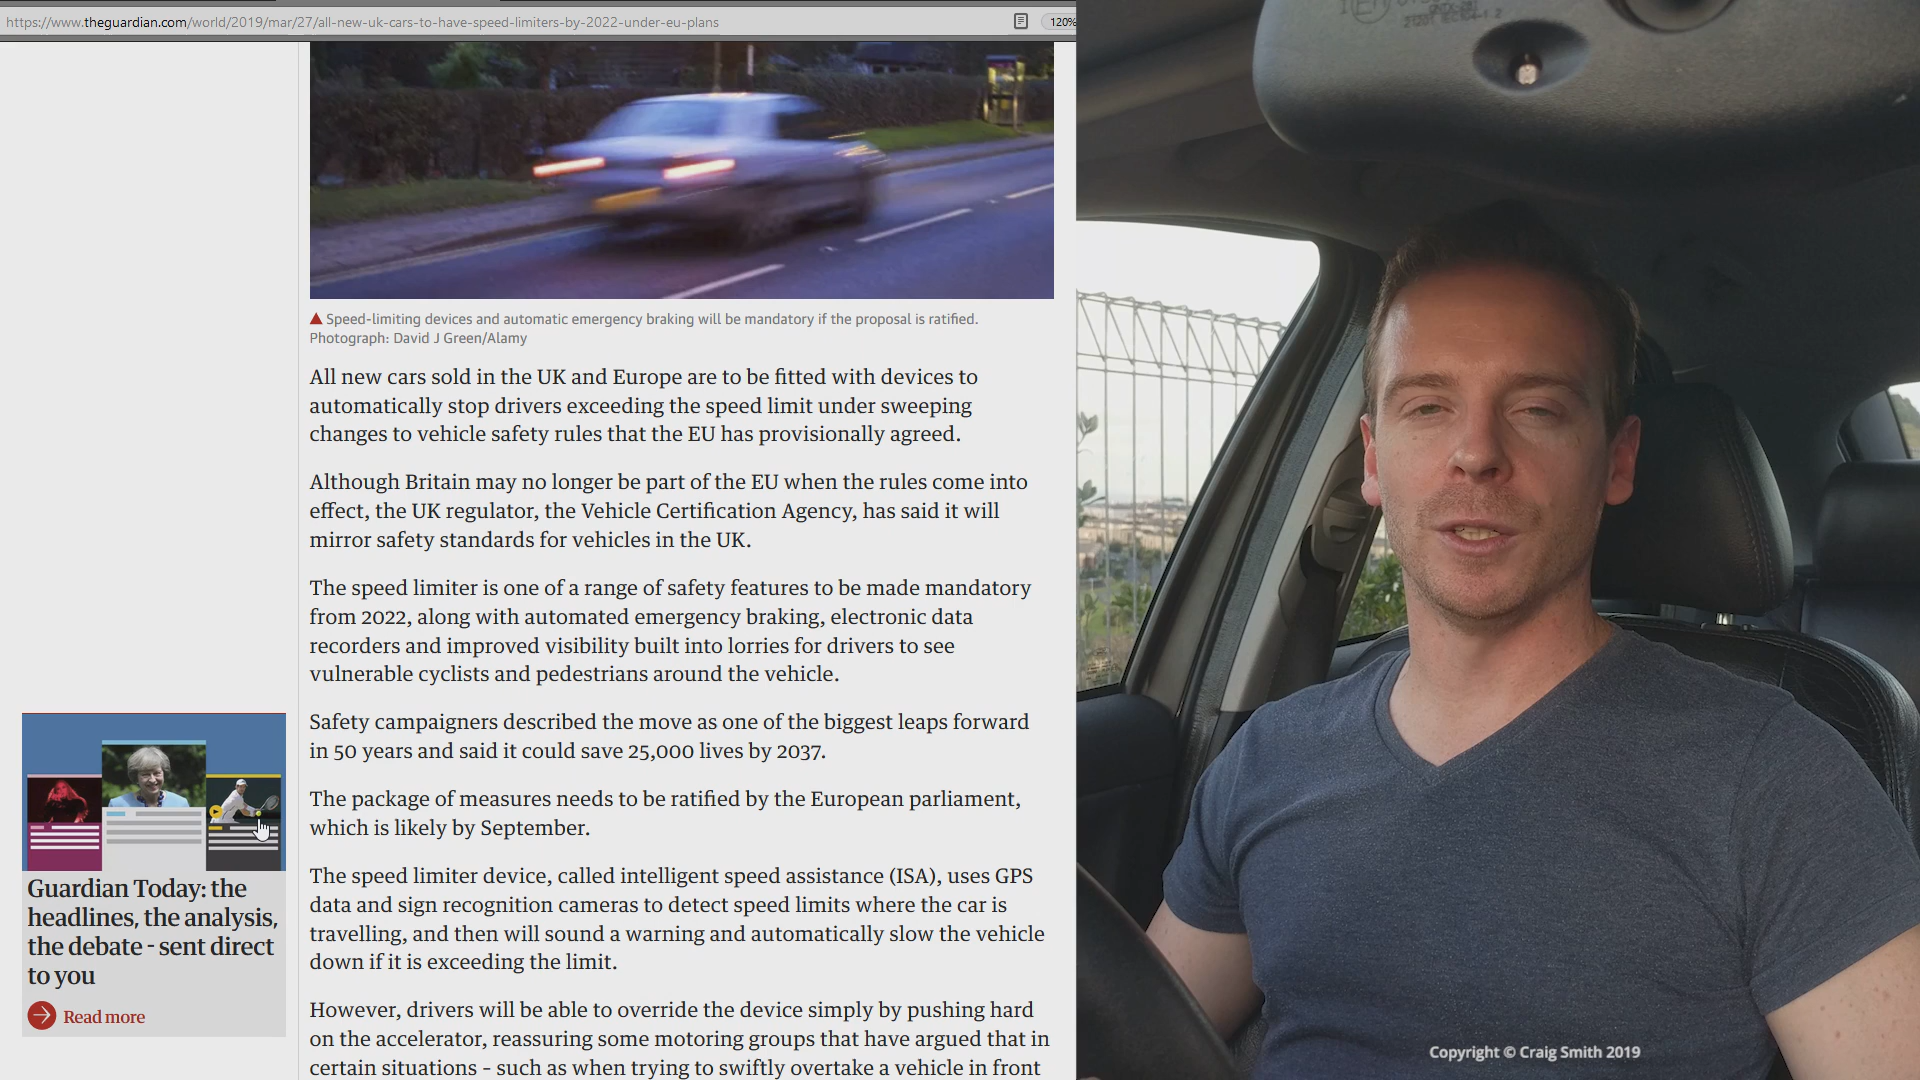 https://www.theguardian.com/world/2019/mar/27/all-new-uk-cars-to-have-speed-limiters-by-2022-under-eu-plans
120%
Speed-limiting devices and automatic emergency braking will be mandatory if the proposal is ratified.
Photograph: David J Green/Alamy
All new cars sold in the UK and Europe are to be fitted with devices to
automatically stop drivers exceeding the speed limit under sweeping
changes to vehicle safety rules that the EU has provisionally agreed.
Although Britain may no longer be part of the EU when the rules come into
effect, the UK regulator, the Vehicle Certification Agency, has said it will
mirror safety standards for vehicles in the UK.
The speed limiter is one of a range of safety features to be made mandatory
from 2022, along with automated emergency braking, electronic data
recorders and improved visibility built into lorries for drivers to see
vulnerable cyclists and pedestrians around the vehicle.
Safety campaigners described the move as one of the biggest leaps forward
in 50 years and said it could save 25,000 lives by 2037.
The package of measures needs to be ratified by the European parliament,
which is likely by September.
The speed limiter device, called intelligent speed assistance (ISA), uses GPS
data and sign recognition cameras to detect speed limits where the car is
travelling, and then will sound a warning and automatically slow the vehicle
down if it is exceeding the limit.
However, drivers will be able to override the device simply by pushing hard
on the accelerator, reassuring some motoring groups that have argued that in
certain situations - such as when trying to swiftly overtake a vehicle in front
Guardian Today: the
headlines, the analysis,
the debate - sent direct
to you
Read more
Copyright © Craig Smith 2019